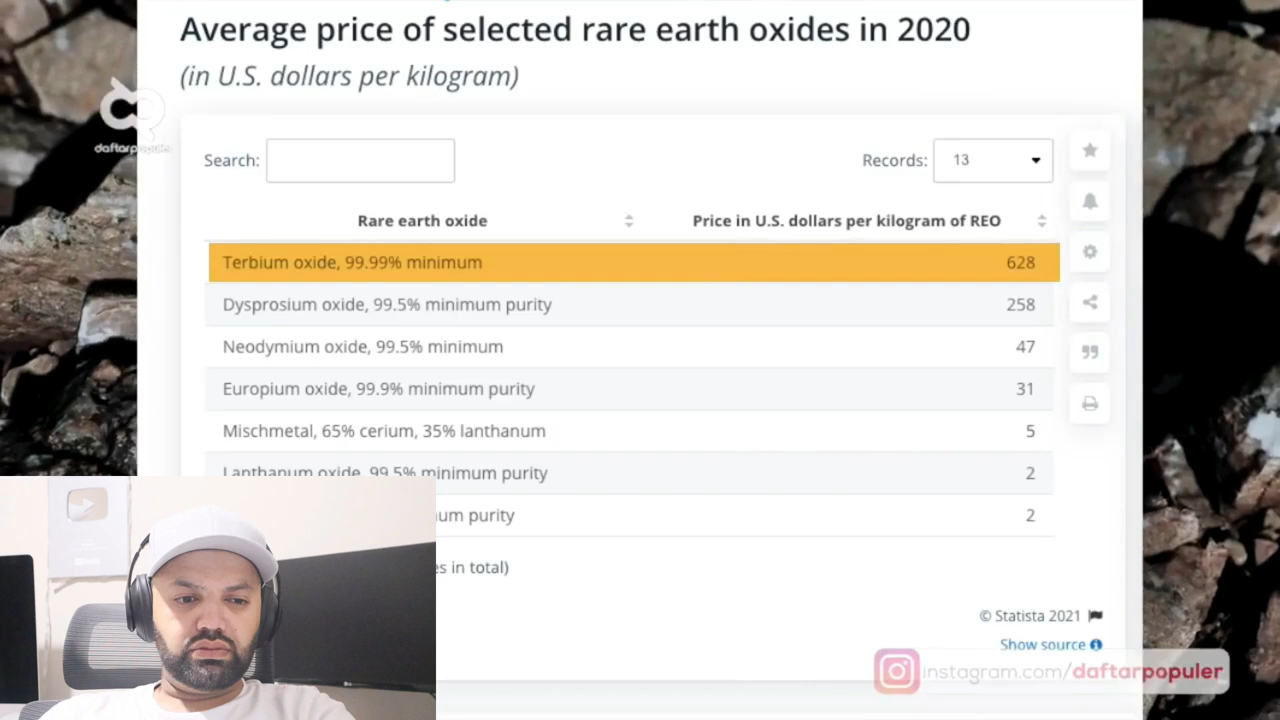 Average price of selected rare earth oxides in 2020
(in U.S. dollars per kilogram)
daftarpopuler
Search:
Records: 13
Rare earth oxide Price in U.S. dollars per kilogram of REO
Terbium oxide, 99.99% minimum 628
Dysprosium oxide, 99.5% minimum purity 258
Neodymium oxide, 99.5% minimum 47
Europium oxide, 99.9% minimum purity 31
Mischmetal, 65% cerium, 35% lanthanum 5
Lanthanum oxide, 99.5% minimum purity 2
um purity 2
es in total)
© Statista 2021
Show source
instagram.com/daftarpopuler